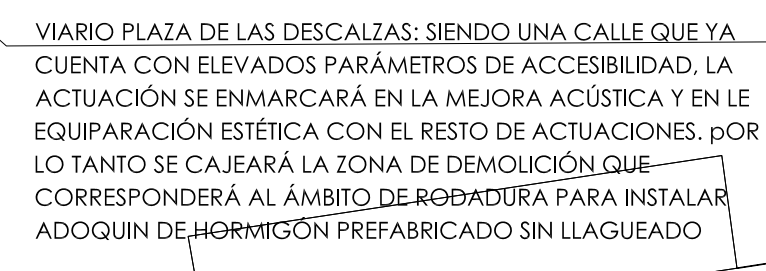 VIARIO PLAZA DE LAS DESCALZAS: SIENDO UNA CALLE QUE YA
CUENTA CON ELEVADOS PARÁMETROS DE ACCESIBILIDAD, LA
ACTUACIÓN SE ENMARCARÁ EN LA MEJORA ACÚSTICA Y EN LE
EQUIPARACIÓN ESTÉTICA CON EL RESTO DE ACTUACIONES. pOR
LO TANTO SE CAJEARÁ LA ZONA DE DEMOLICIÓN QUE
CORRESPONDERÁ AL ÁMBITO DE RODADURA PARA INSTALAR
ADOQUIN DE HORMIGÓN PREFABRICADO SIN LLAGUEADO